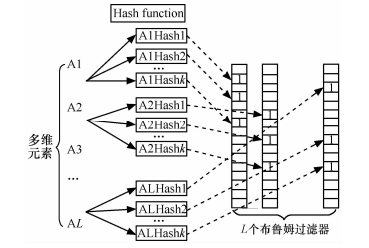 Hash function
A1
A1Hash1
A1Hash2
...
A1Hashk
A2
A2Hash1
A2Hash2
...
A2Hashk
多维元素
A3
...
AL
ALHash1
ALHash2
...
ALHashk
L个布鲁姆过滤器